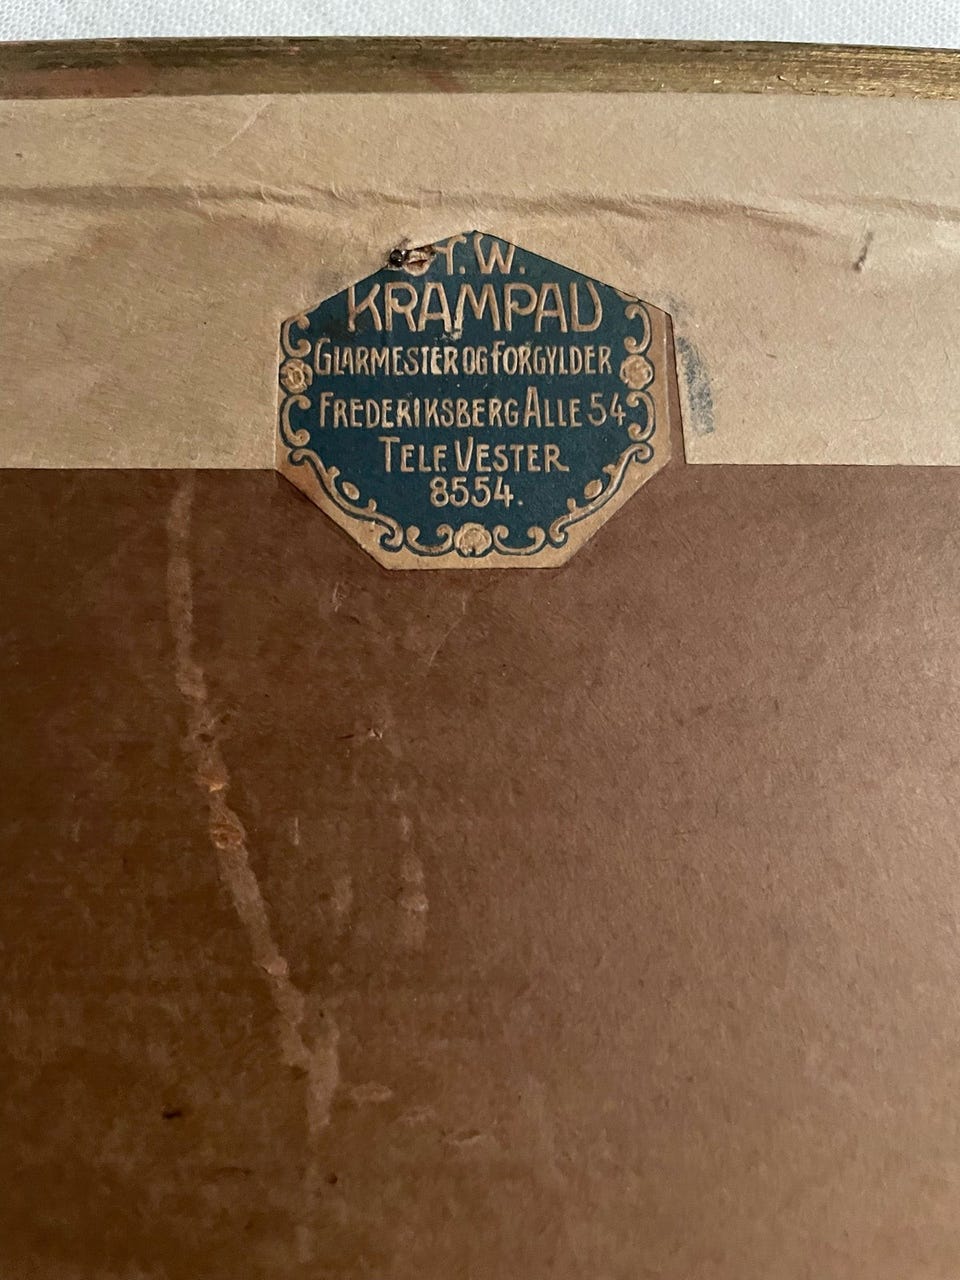 T. W.
KRAMPAU
GLARMESTER OG FORGYLDER
FREDERIKSBERG ALLE 54
TELF. VESTER
8554.